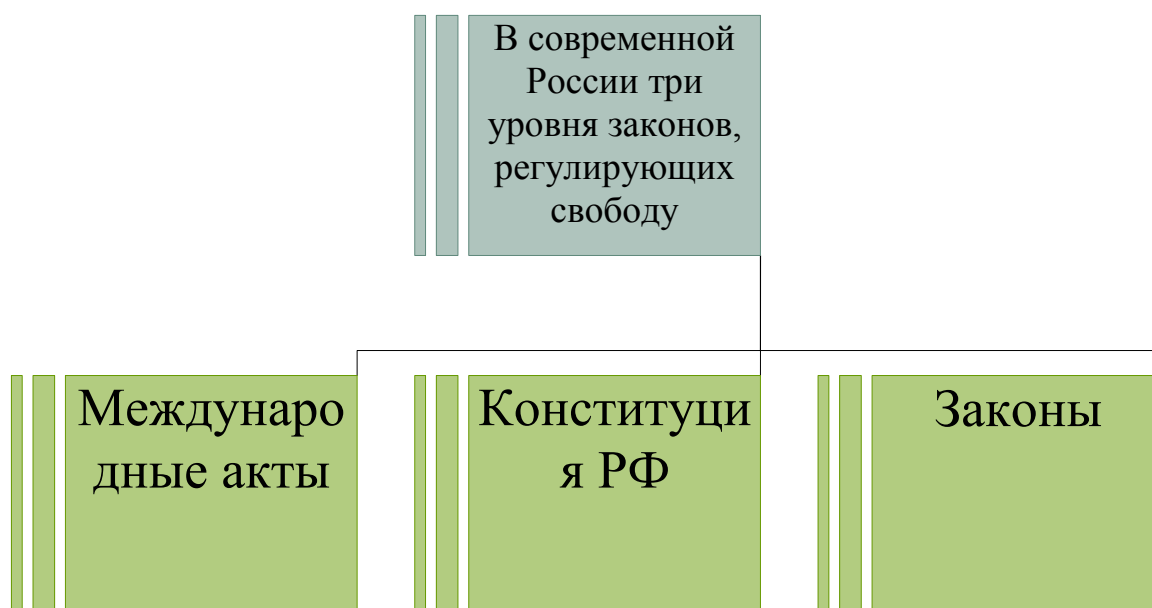 В современной
России три
уровня законов,
регулирующих
свободу
Междунаро
дные акты
Конституци
я РФ
Законы